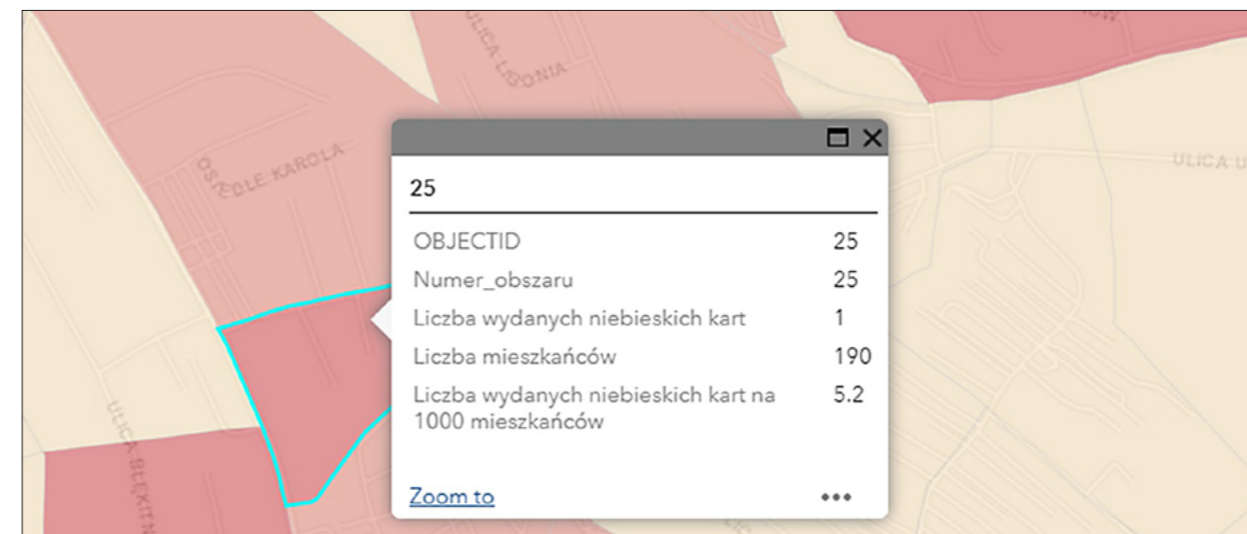 ULICA LIGONIA
OSIEDLE KAROLA
ULICA U
25
OBJECTID 25
Numer_obszaru 25
Liczba wydanych niebieskich kart 1
Liczba mieszkańców 190
Liczba wydanych niebieskich kart na 5.2
1000 mieszkańców
ULICA BŁĘKITN
Zoom to